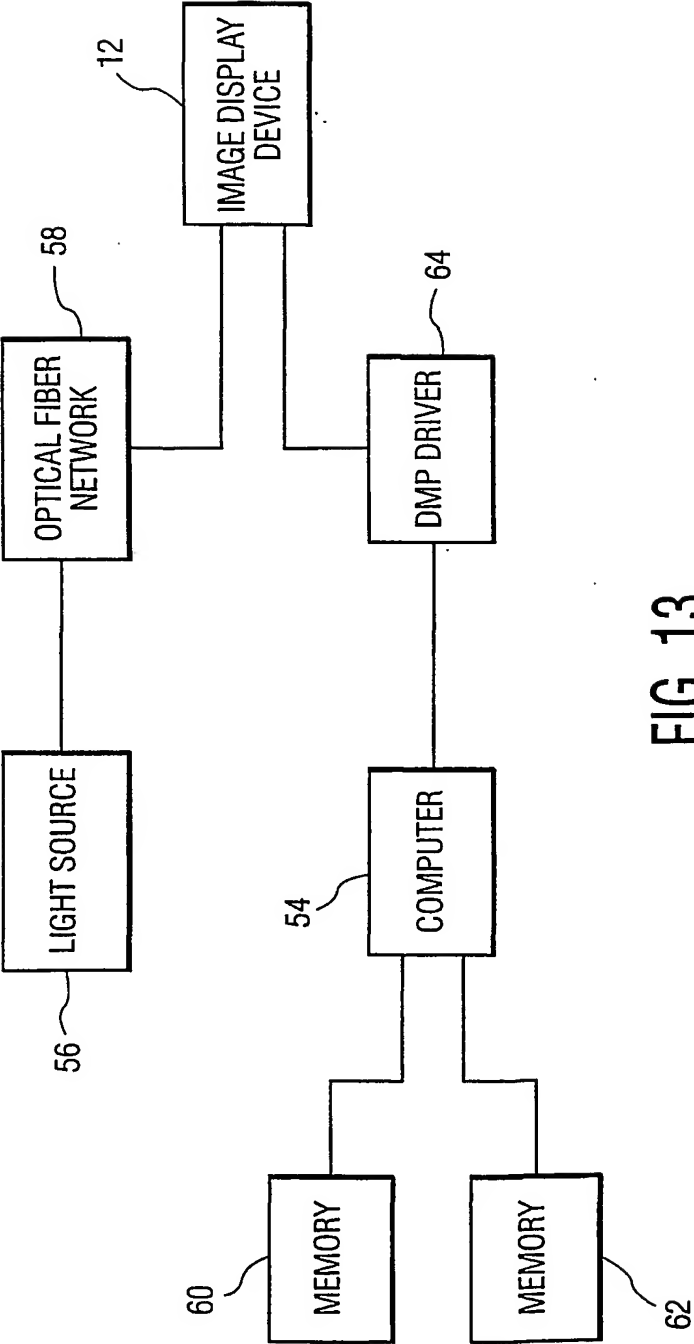 56
LIGHT SOURCE
OPTICAL FIBER
NETWORK
58
12
IMAGE DISPLAY
DEVICE
60
MEMORY
54
COMPUTER
DMP DRIVER
64
MEMORY
62
FIG. 13